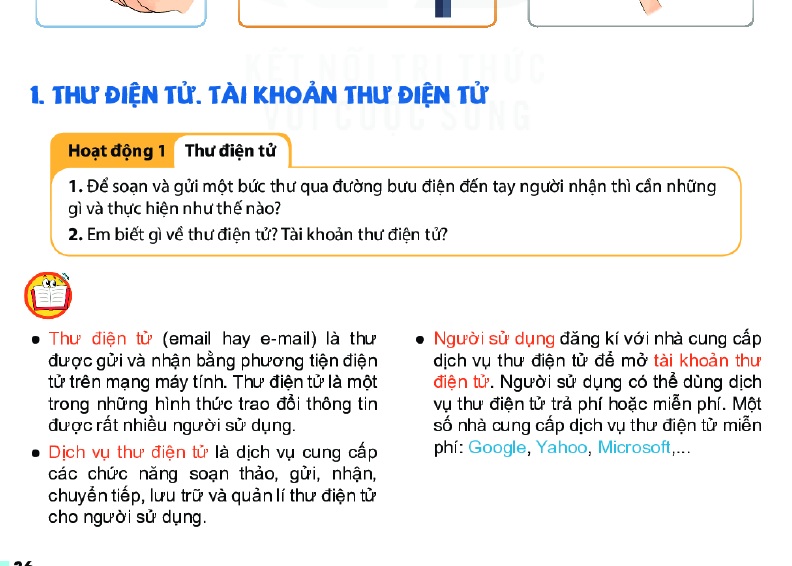 KẾT NỐI TRI THỨC
VỚI CUỘC SỐNG
1. THƯ ĐIỆN TỬ. TÀI KHOẢN THƯ ĐIỆN TỬ
Hoạt động 1 Thư điện tử
1. Để soạn và gửi một bức thư qua đường bưu điện đến tay người nhận thì cần những
gì và thực hiện như thế nào?
2. Em biết gì về thư điện tử? Tài khoản thư điện tử?
• Thư điện tử (email hay e-mail) là thư
được gửi và nhận bằng phương tiện điện
tử trên mạng máy tính. Thư điện tử là một
trong những hình thức trao đổi thông tin
được rất nhiều người sử dụng.
• Dịch vụ thư điện tử là dịch vụ cung cấp
các chức năng soạn thảo, gửi, nhận,
chuyển tiếp, lưu trữ và quản lí thư điện tử
cho người sử dụng.
• Người sử dụng đăng kí với nhà cung cấp
dịch vụ thư điện tử để mở tài khoản thư
điện tử. Người sử dụng có thể dùng dịch
vụ thư điện tử trả phí hoặc miễn phí. Một
số nhà cung cấp dịch vụ thư điện tử miễn
phí: Google, Yahoo, Microsoft,...